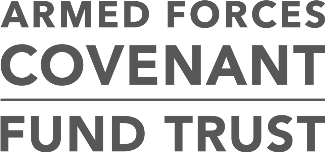 ARMED FORCES
COVENANT
FUND TRUST